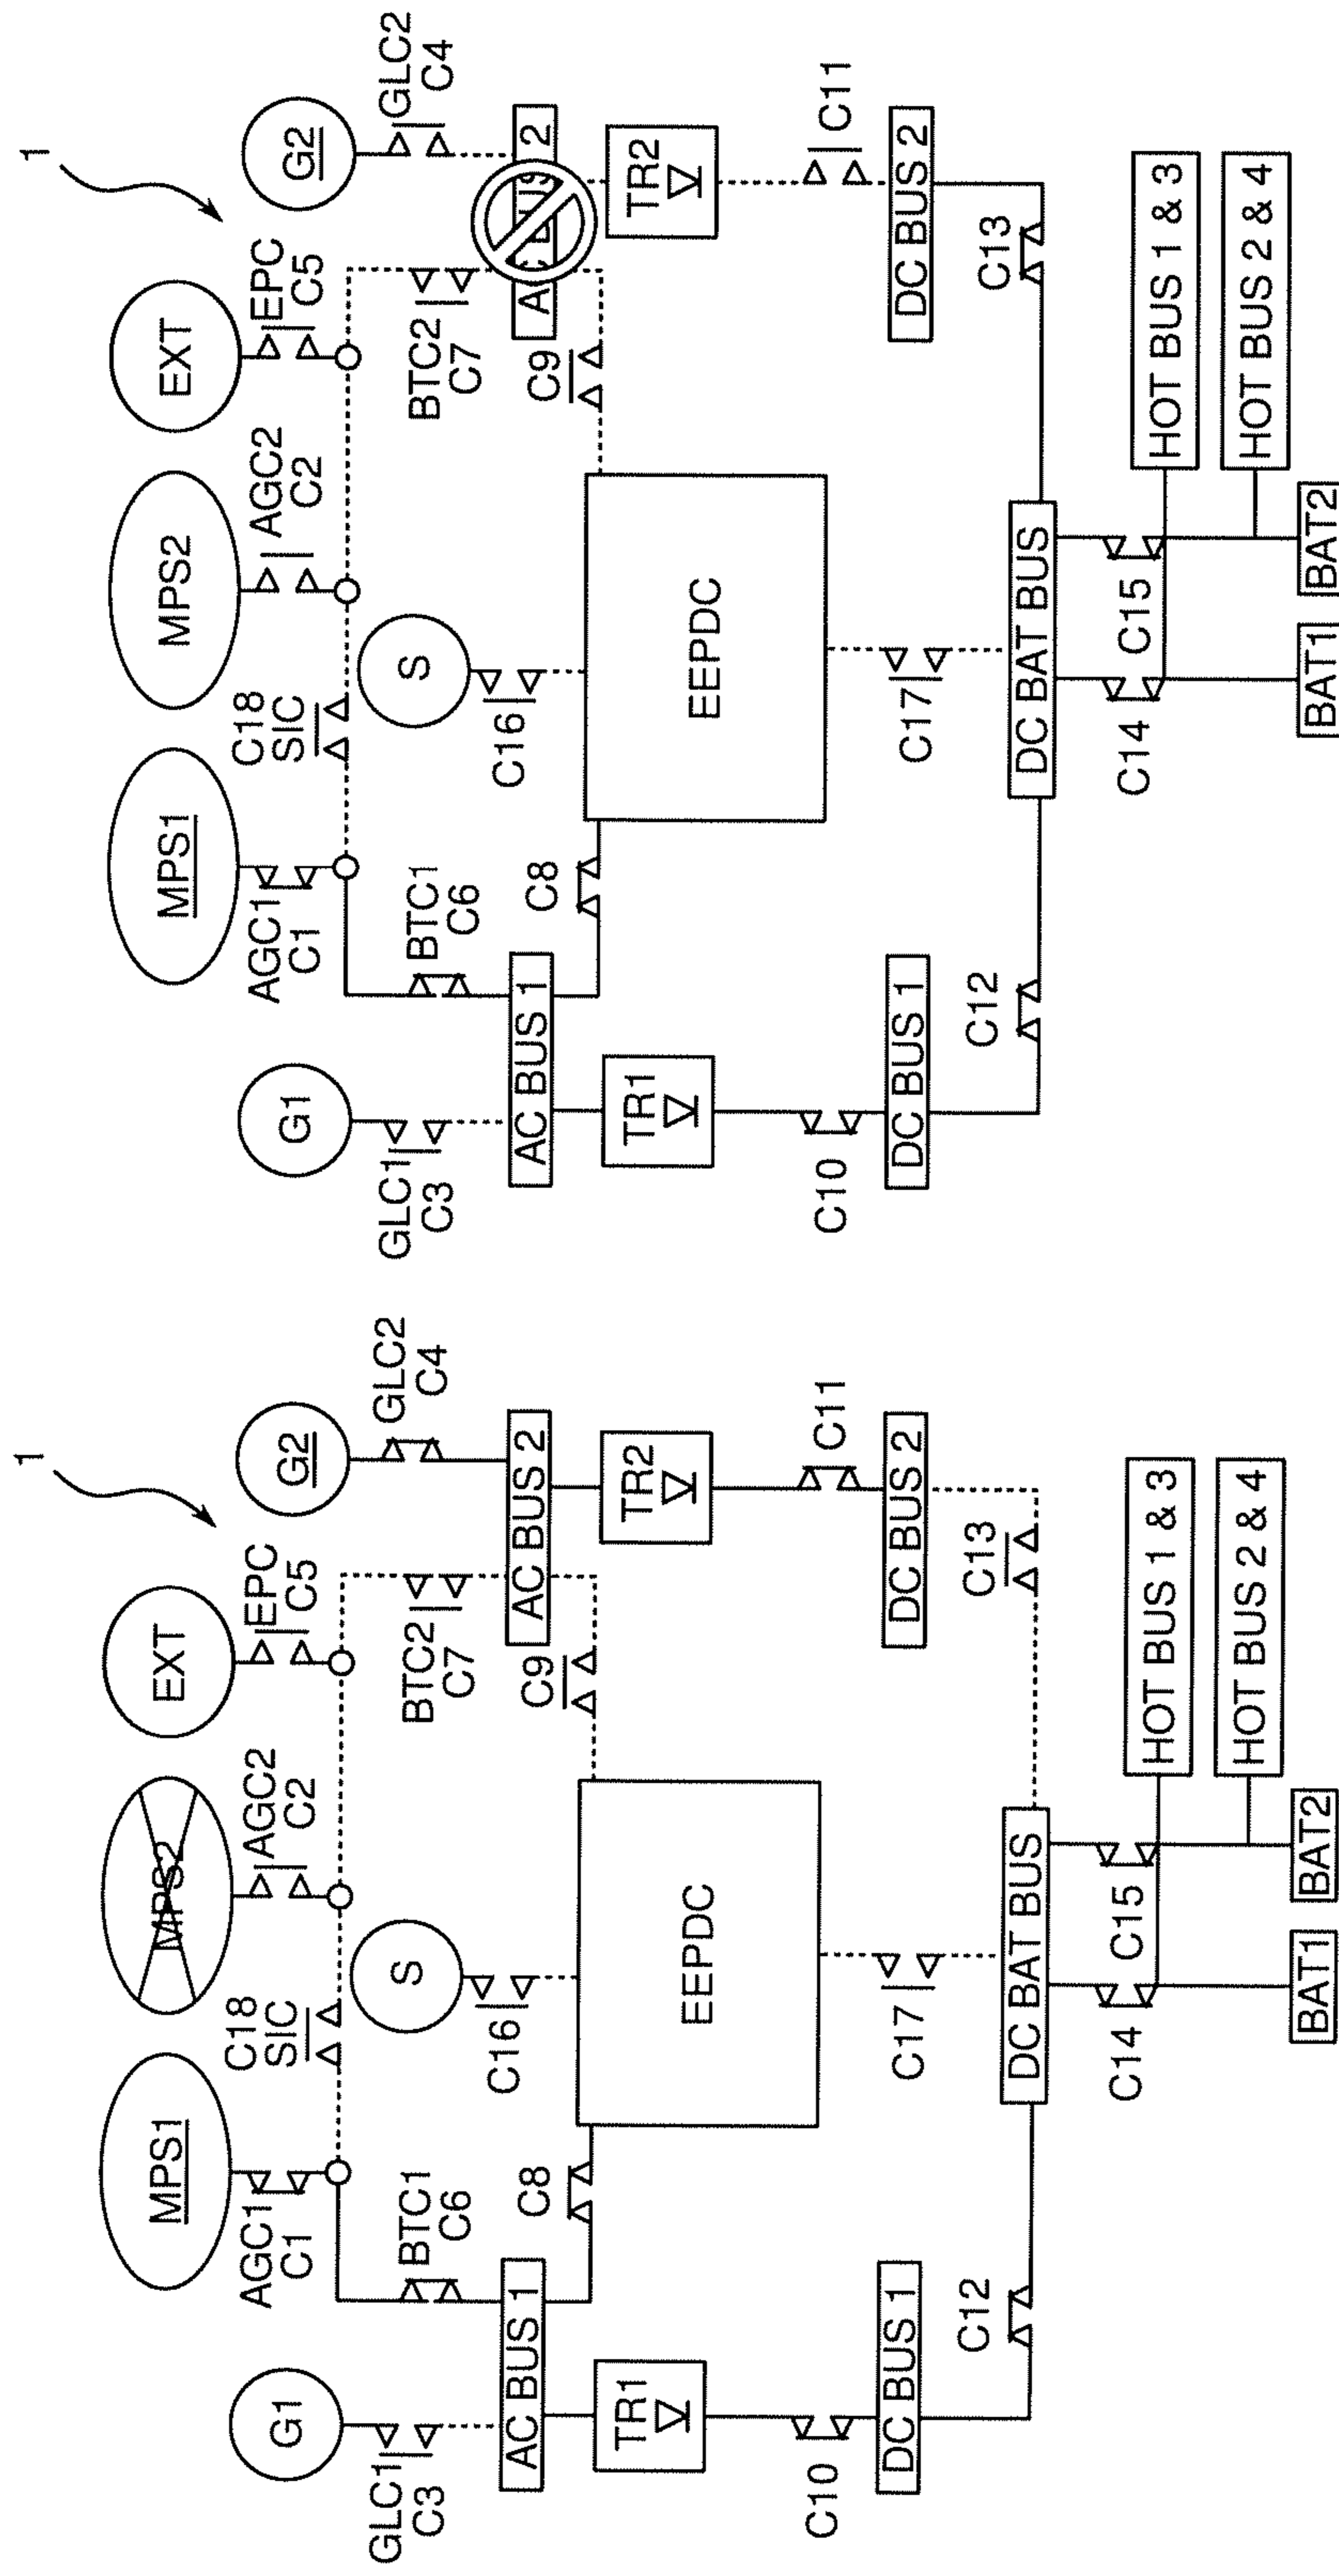 1
MPS1
MPS2
EXT
AGC1
C1
C18
SIC
AGC2
C2
EPC
C5
G1
G2
GLC1
C3
BTC1
C6
S
C16
BTC2
C7
GLC2
C4
AC BUS 1
AC BUS 2
C8
C9
TR1
EEPDC
TR2
C10
C17
C11
DC BUS 1
DC BUS 2
C12
DC BAT BUS
C13
C14
C15
HOT BUS 1 & 3
HOT BUS 2 & 4
BAT1
BAT2
1
MPS1
MPS2
EXT
AGC1
C1
C18
SIC
AGC2
C2
EPC
C5
G1
G2
GLC1
C3
BTC1
C6
S
C16
BTC2
C7
GLC2
C4
AC BUS 1
AC BUS 2
C8
C9
TR1
EEPDC
TR2
C10
C17
C11
DC BUS 1
DC BUS 2
C12
DC BAT BUS
C13
C14
C15
HOT BUS 1 & 3
HOT BUS 2 & 4
BAT1
BAT2